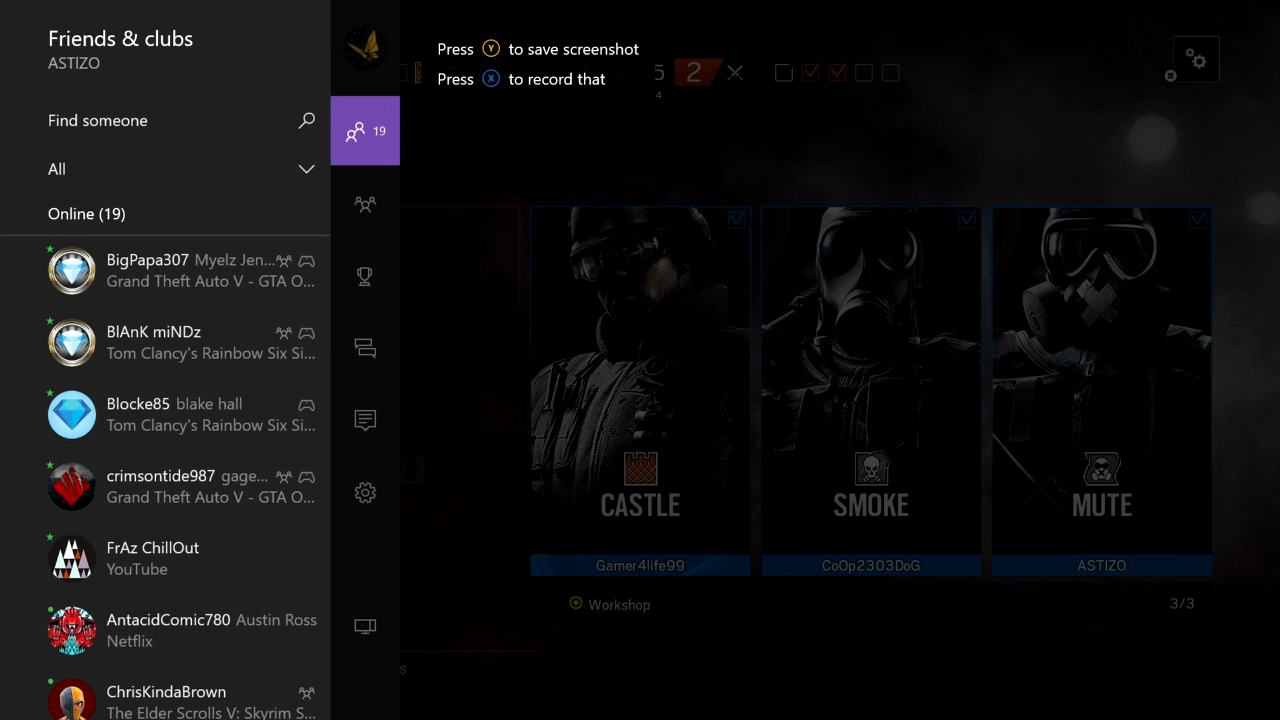 Friends & clubs
ASTIZO
Find someone
All
Online (19)
BigPapa307 Myelz Jen...
Grand Theft Auto V - GTA O...
BlAnK miNDz
Tom Clancy's Rainbow Six Si...
Blocke85 blake hall
Tom Clancy's Rainbow Six Si...
crimsontide987 gage...
Grand Theft Auto V - GTA O...
FrAz ChillOut
YouTube
AntacidComic780 Austin Ross
Netflix
ChrisKindaBrown
The Elder Scrolls V: Skyrim S...
19
Press Y to save screenshot
Press X to record that
5 2
4
CASTLE
Gamer4life99
SMOKE
CoOp2303DoG
MUTE
ASTIZO
Workshop
3/3